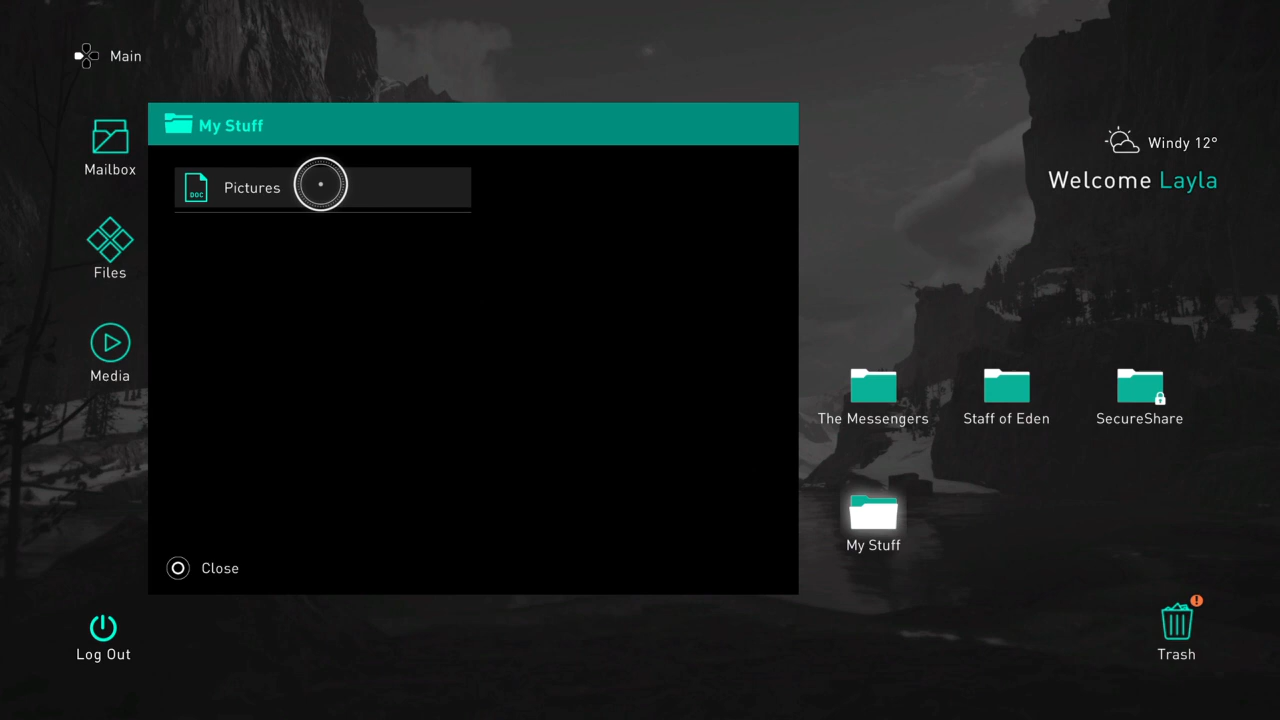 Main
My Stuff
Mailbox
Windy 12°
Welcome Layla
DOC
Pictures
Files
Media
The Messengers
Staff of Eden
SecureShare
My Stuff
Close
Log Out
Trash